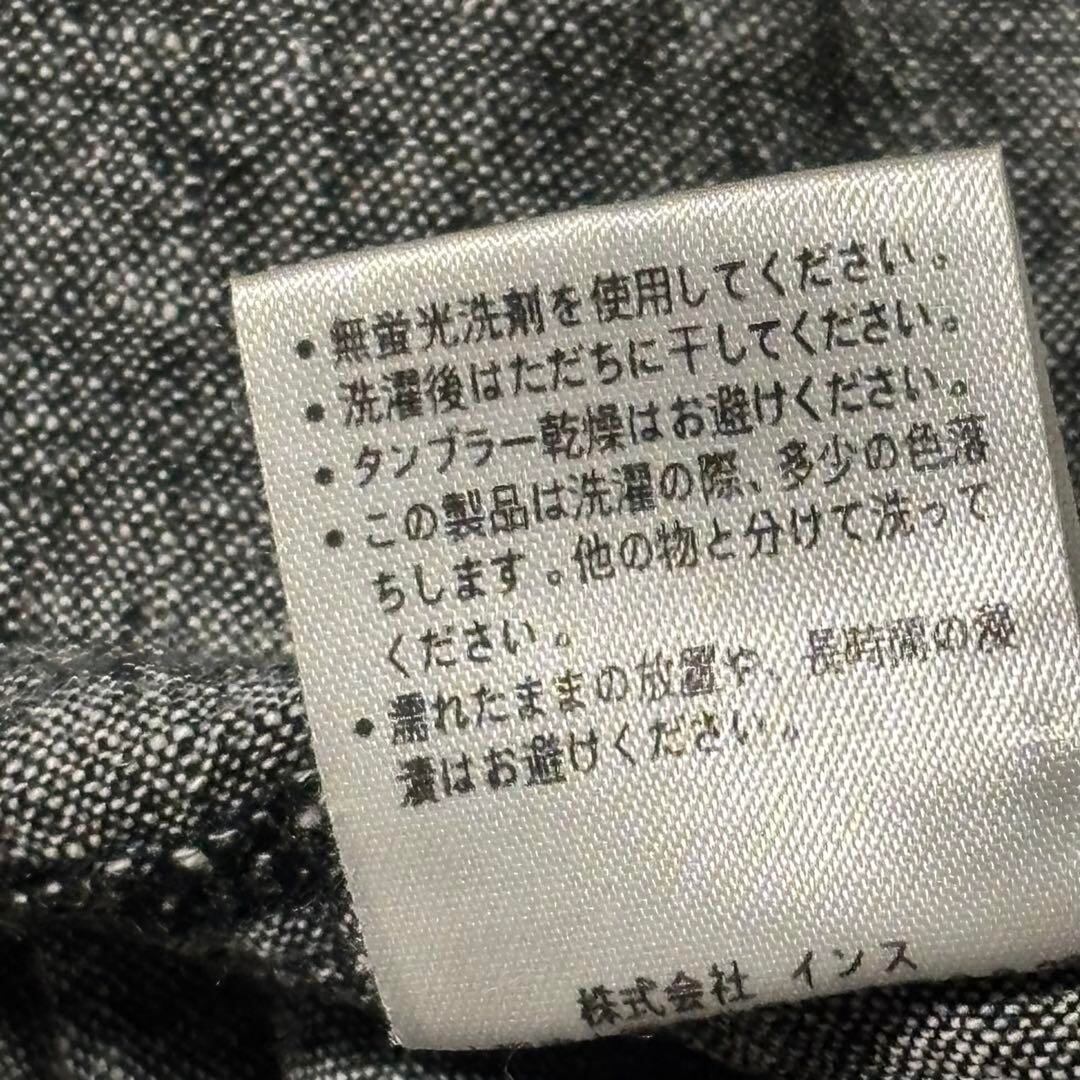 ・無蛍光洗剤を使用してください。
・洗濯後はただちに干してください。
・タンブラー乾燥はお避けください。
・この製品は洗濯の際、多少の色落
ちします。他の物と分けて洗って
ください。
・濡れたままの放置や、長時間の浸
漬はお避けください。
株式会社 インス